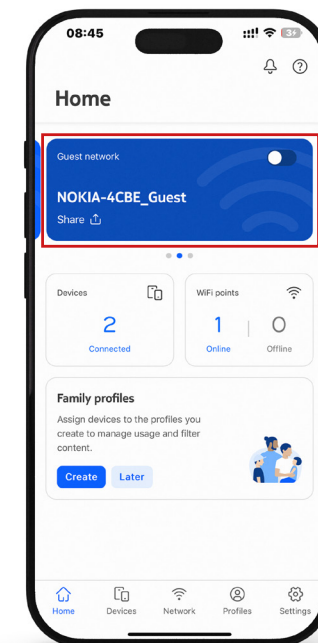 08:45
Home
Guest network
NOKIA-4CBE_Guest
Share
Devices
2
Connected
WiFi points
1
Online
0
Offline
Family profiles
Assign devices to the profiles you
create to manage usage and filter
content.
Create
Later
Home
Devices
Network
Profiles
Settings